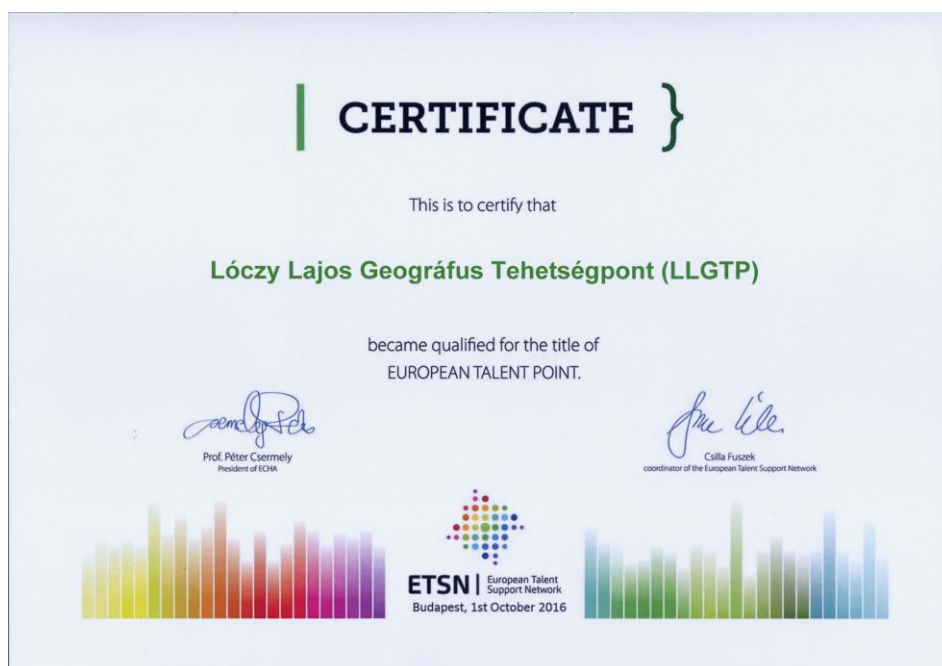 CERTIFICATE }
This is to certify that
Lóczy Lajos Geográfus Tehetségpont (LLGTP)
became qualified for the title of
EUROPEAN TALENT POINT.
Prof. Péter Csermely
President of ECHA
Csilla Fuszek
coordinator of the European Talent Support Network
ETSN | European Talent
Support Network
Budapest, 1st October 2016